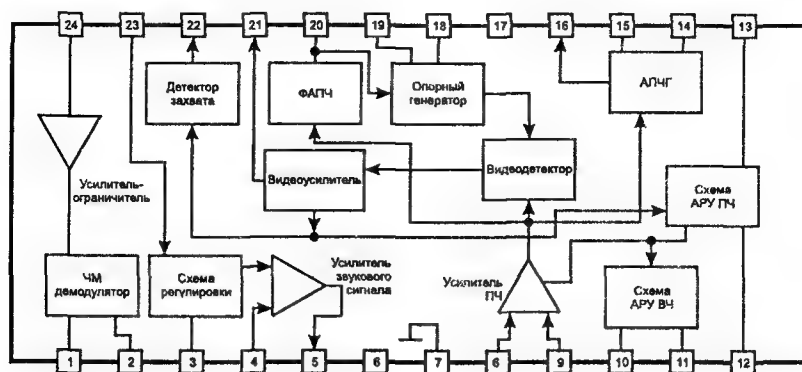 24 23 22 21 20 19 18 17 16 15 14 13
Детектор
захвата
ФАПЧ
Опорный
генератор
АПЧГ
Усилитель-
ограничитель
Видеоусилитель
Видеодетектор
Схема
АРУ ПЧ
ЧМ
демодулятор
Схема
регулировки
Усилитель
звукового
сигнала
Усилитель
ПЧ
Схема
АРУ ВЧ
1 2 3 4 5 6 7 6 9 10 11 12